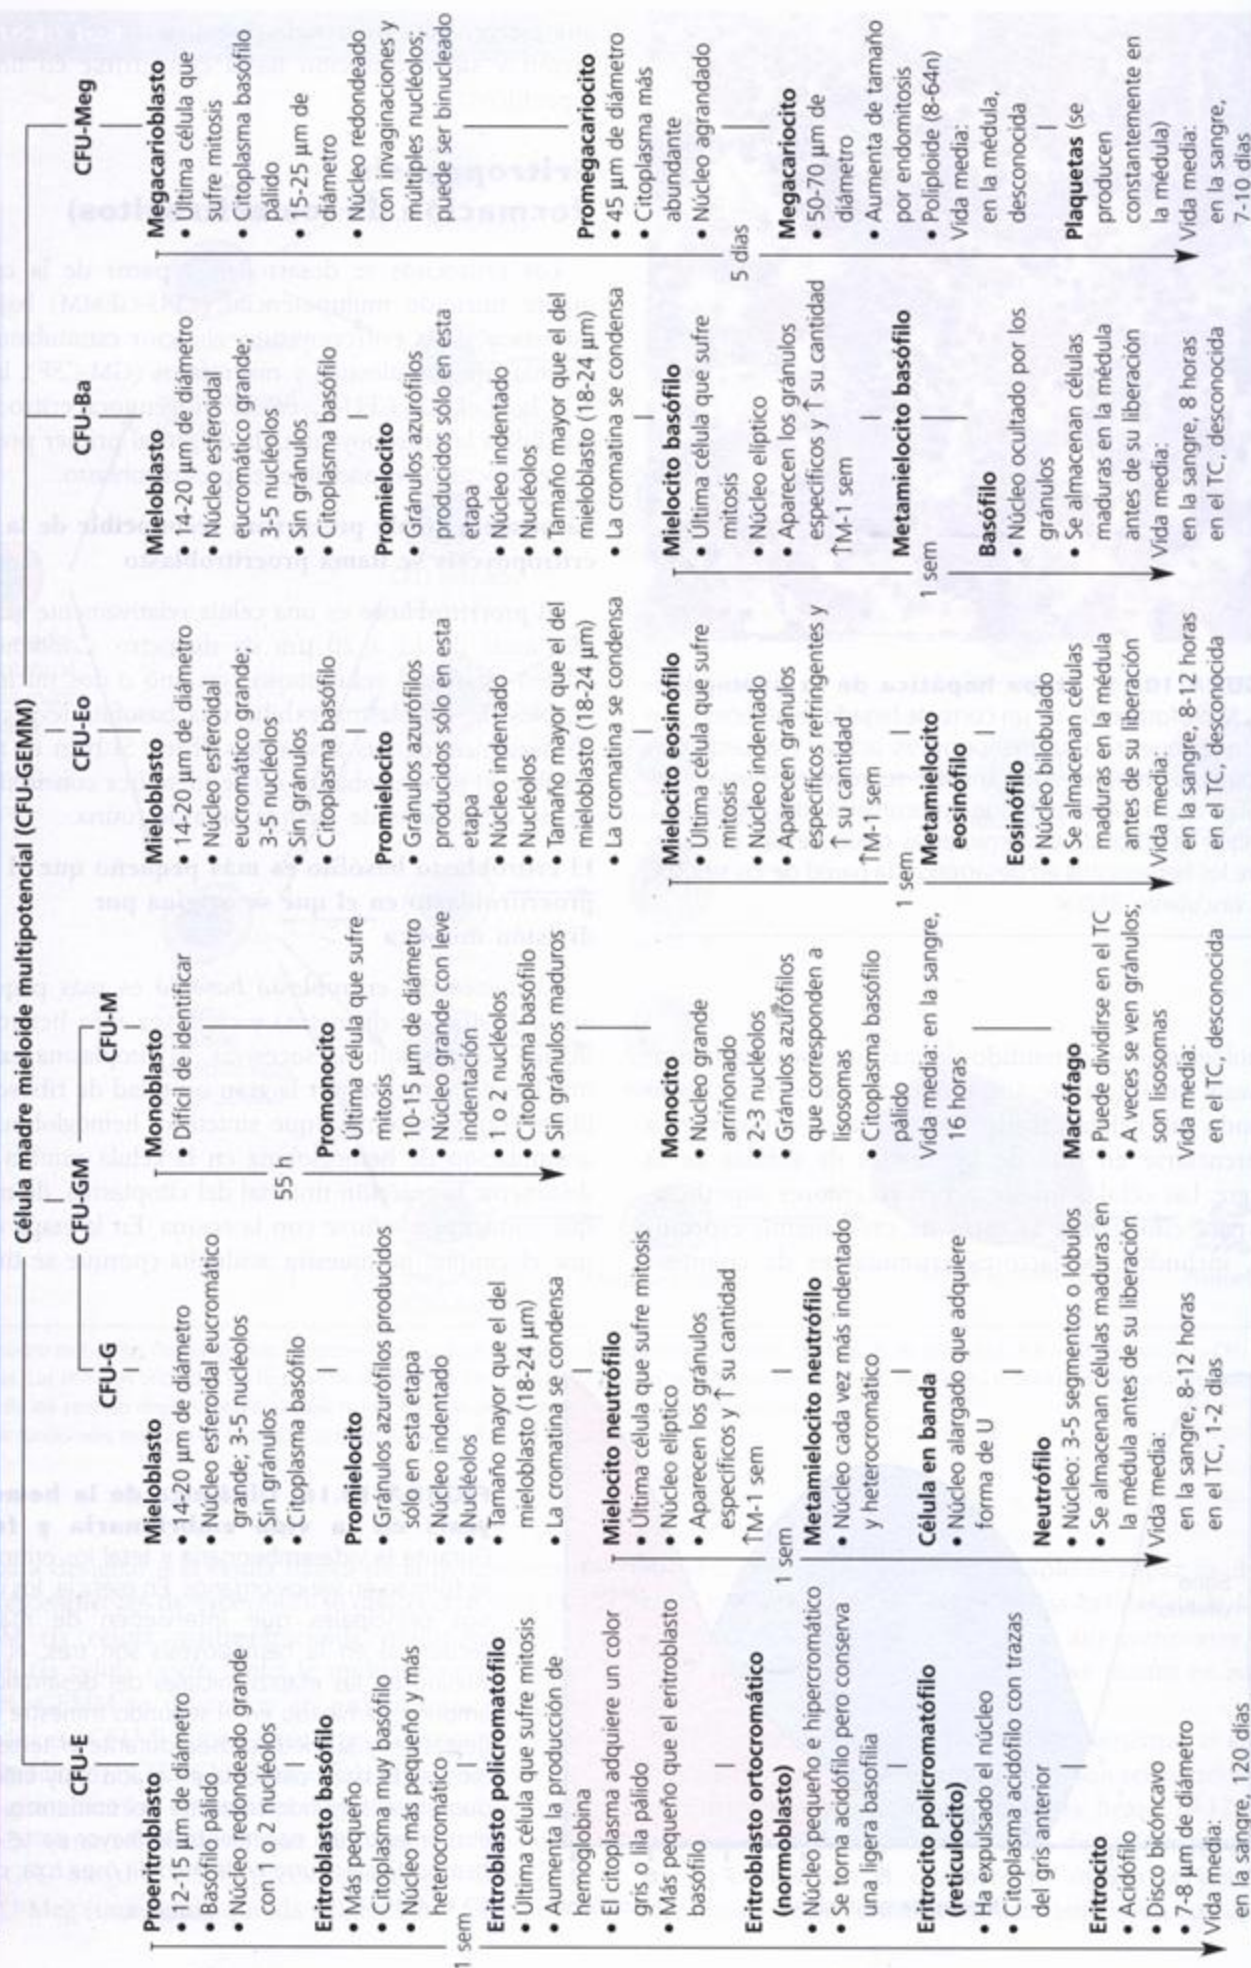 Célula madre mieloide multipotencial (CFU-GEMM)
CFU-E
CFU-GM
CFU-G
CFU-M
CFU-Eo
CFU-Ba
CFU-Meg
Proeritroblasto
• 12-15 µm de diámetro
• Basófilo pálido
• Núcleo redondeado grande
con 1 o 2 nucléolos
Eritroblasto basófilo
• Más pequeño
• Citoplasma muy basófilo
• Núcleo más pequeño y más
heterocromático
1 sem
Eritroblasto policromatófilo
• Última célula que sufre mitosis
• Aumenta la producción de
hemoglobina
• El citoplasma adquiere un color
gris o lila pálido
• Más pequeño que el eritroblasto
basófilo
Eritroblasto ortocromático
(normoblasto)
• Núcleo pequeño e hipercromático
• Se torna acidófilo pero conserva
una ligera basofilia
Eritrocito policromatófilo
(reticulocito)
• Ha expulsado el núcleo
• Citoplasma acidófilo con trazas
del gris anterior
Eritrocito
• Acidófilo
• Disco bicóncavo
• 7-8 µm de diámetro
Vida media:
en la sangre, 120 días
Mieloblasto
• 14-20 µm de diámetro
• Núcleo esferoidal eucromático
grande; 3-5 nucléolos
• Sin gránulos
• Citoplasma basófilo
Promielocito
• Gránulos azurófilos producidos
sólo en esta etapa
• Núcleo indentado
• Nucléolos
• Tamaño mayor que el del
mieloblasto (18-24 µm)
• La cromatina se condensa
Mielocito neutrófilo
• Última célula que sufre mitosis
• Núcleo elíptico
• Aparecen los gránulos
específicos y ↑ su cantidad
↑M-1 sem
1 sem
Metamielocito neutrófilo
• Núcleo cada vez más indentado
y heterocromático
Célula en banda
• Núcleo alargado que adquiere
forma de U
Neutrófilo
• Núcleo: 3-5 segmentos o lóbulos
• Se almacenan células maduras en
la médula antes de su liberación
Vida media:
en la sangre, 8-12 horas
en el TC, 1-2 días
Monoblasto
• Difícil de identificar
55 h
Promonocito
• Última célula que sufre
mitosis
• 10-15 µm de diámetro
• Núcleo grande con leve
indentación
• 1 o 2 nucléolos
• Citoplasma basófilo
• Sin gránulos maduros
Monocito
• Núcleo grande
arriñonado
• 2-3 nucléolos
• Gránulos azurófilos
que corresponden a
lisosomas
• Citoplasma basófilo
pálido
Vida media: en la sangre,
16 horas
Macrófago
• Puede dividirse en el TC
• A veces se ven gránulos,
son lisosomas
Vida media:
en el TC, desconocida
Mieloblasto
• 14-20 µm de diámetro
• Núcleo esferoidal
eucromático grande;
3-5 nucléolos
• Sin gránulos
• Citoplasma basófilo
Promielocito
• Gránulos azurófilos
producidos sólo en esta
etapa
• Núcleo indentado
• Nucléolos
• Tamaño mayor que el del
mieloblasto (18-24 µm)
• La cromatina se condensa
Mielocito eosinófilo
• Última célula que sufre
mitosis
• Núcleo indentado
• Aparecen gránulos
específicos refringentes y
↑ su cantidad
↑M-1 sem
1 sem
Metamielocito
eosinófilo
Eosinófilo
• Núcleo bilobulado
• Se almacenan células
maduras en la médula
antes de su liberación
Vida media:
en la sangre, 8-12 horas
en el TC, desconocida
Mieloblasto
• 14-20 µm de diámetro
• Núcleo esferoidal
eucromático grande;
3-5 nucléolos
• Sin gránulos
• Citoplasma basófilo
Promielocito
• Gránulos azurófilos
producidos sólo en esta
etapa
• Núcleo indentado
• Nucléolos
• Tamaño mayor que el del
mieloblasto (18-24 µm)
• La cromatina se condensa
Mielocito basófilo
• Última célula que sufre
mitosis
• Núcleo elíptico
• Aparecen los gránulos
específicos y ↑ su cantidad
↑M-1 sem
Metamielocito basófilo
1 sem
Basófilo
• Núcleo ocultado por los
gránulos
• Se almacenan células
maduras en la médula
antes de su liberación
Vida media:
en la sangre, 8 horas
en el TC, desconocida
Megacarioblasto
• Última célula que
sufre mitosis
• Citoplasma basófilo
pálido
• 15-25 µm de
diámetro
• Núcleo redondeado
con invaginaciones y
múltiples nucléolos;
puede ser binucleado
Promegacariocito
• 45 µm de diámetro
• Citoplasma más
abundante
• Núcleo agrandado
5 días
Megacariocito
• 50-70 µm de
diámetro
• Aumenta de tamaño
por endomitosis
• Poliploide (8-64n)
Vida media:
en la médula,
desconocida
Plaquetas (se
producen
constantemente en
la médula)
Vida media:
en la sangre,
7-10 días